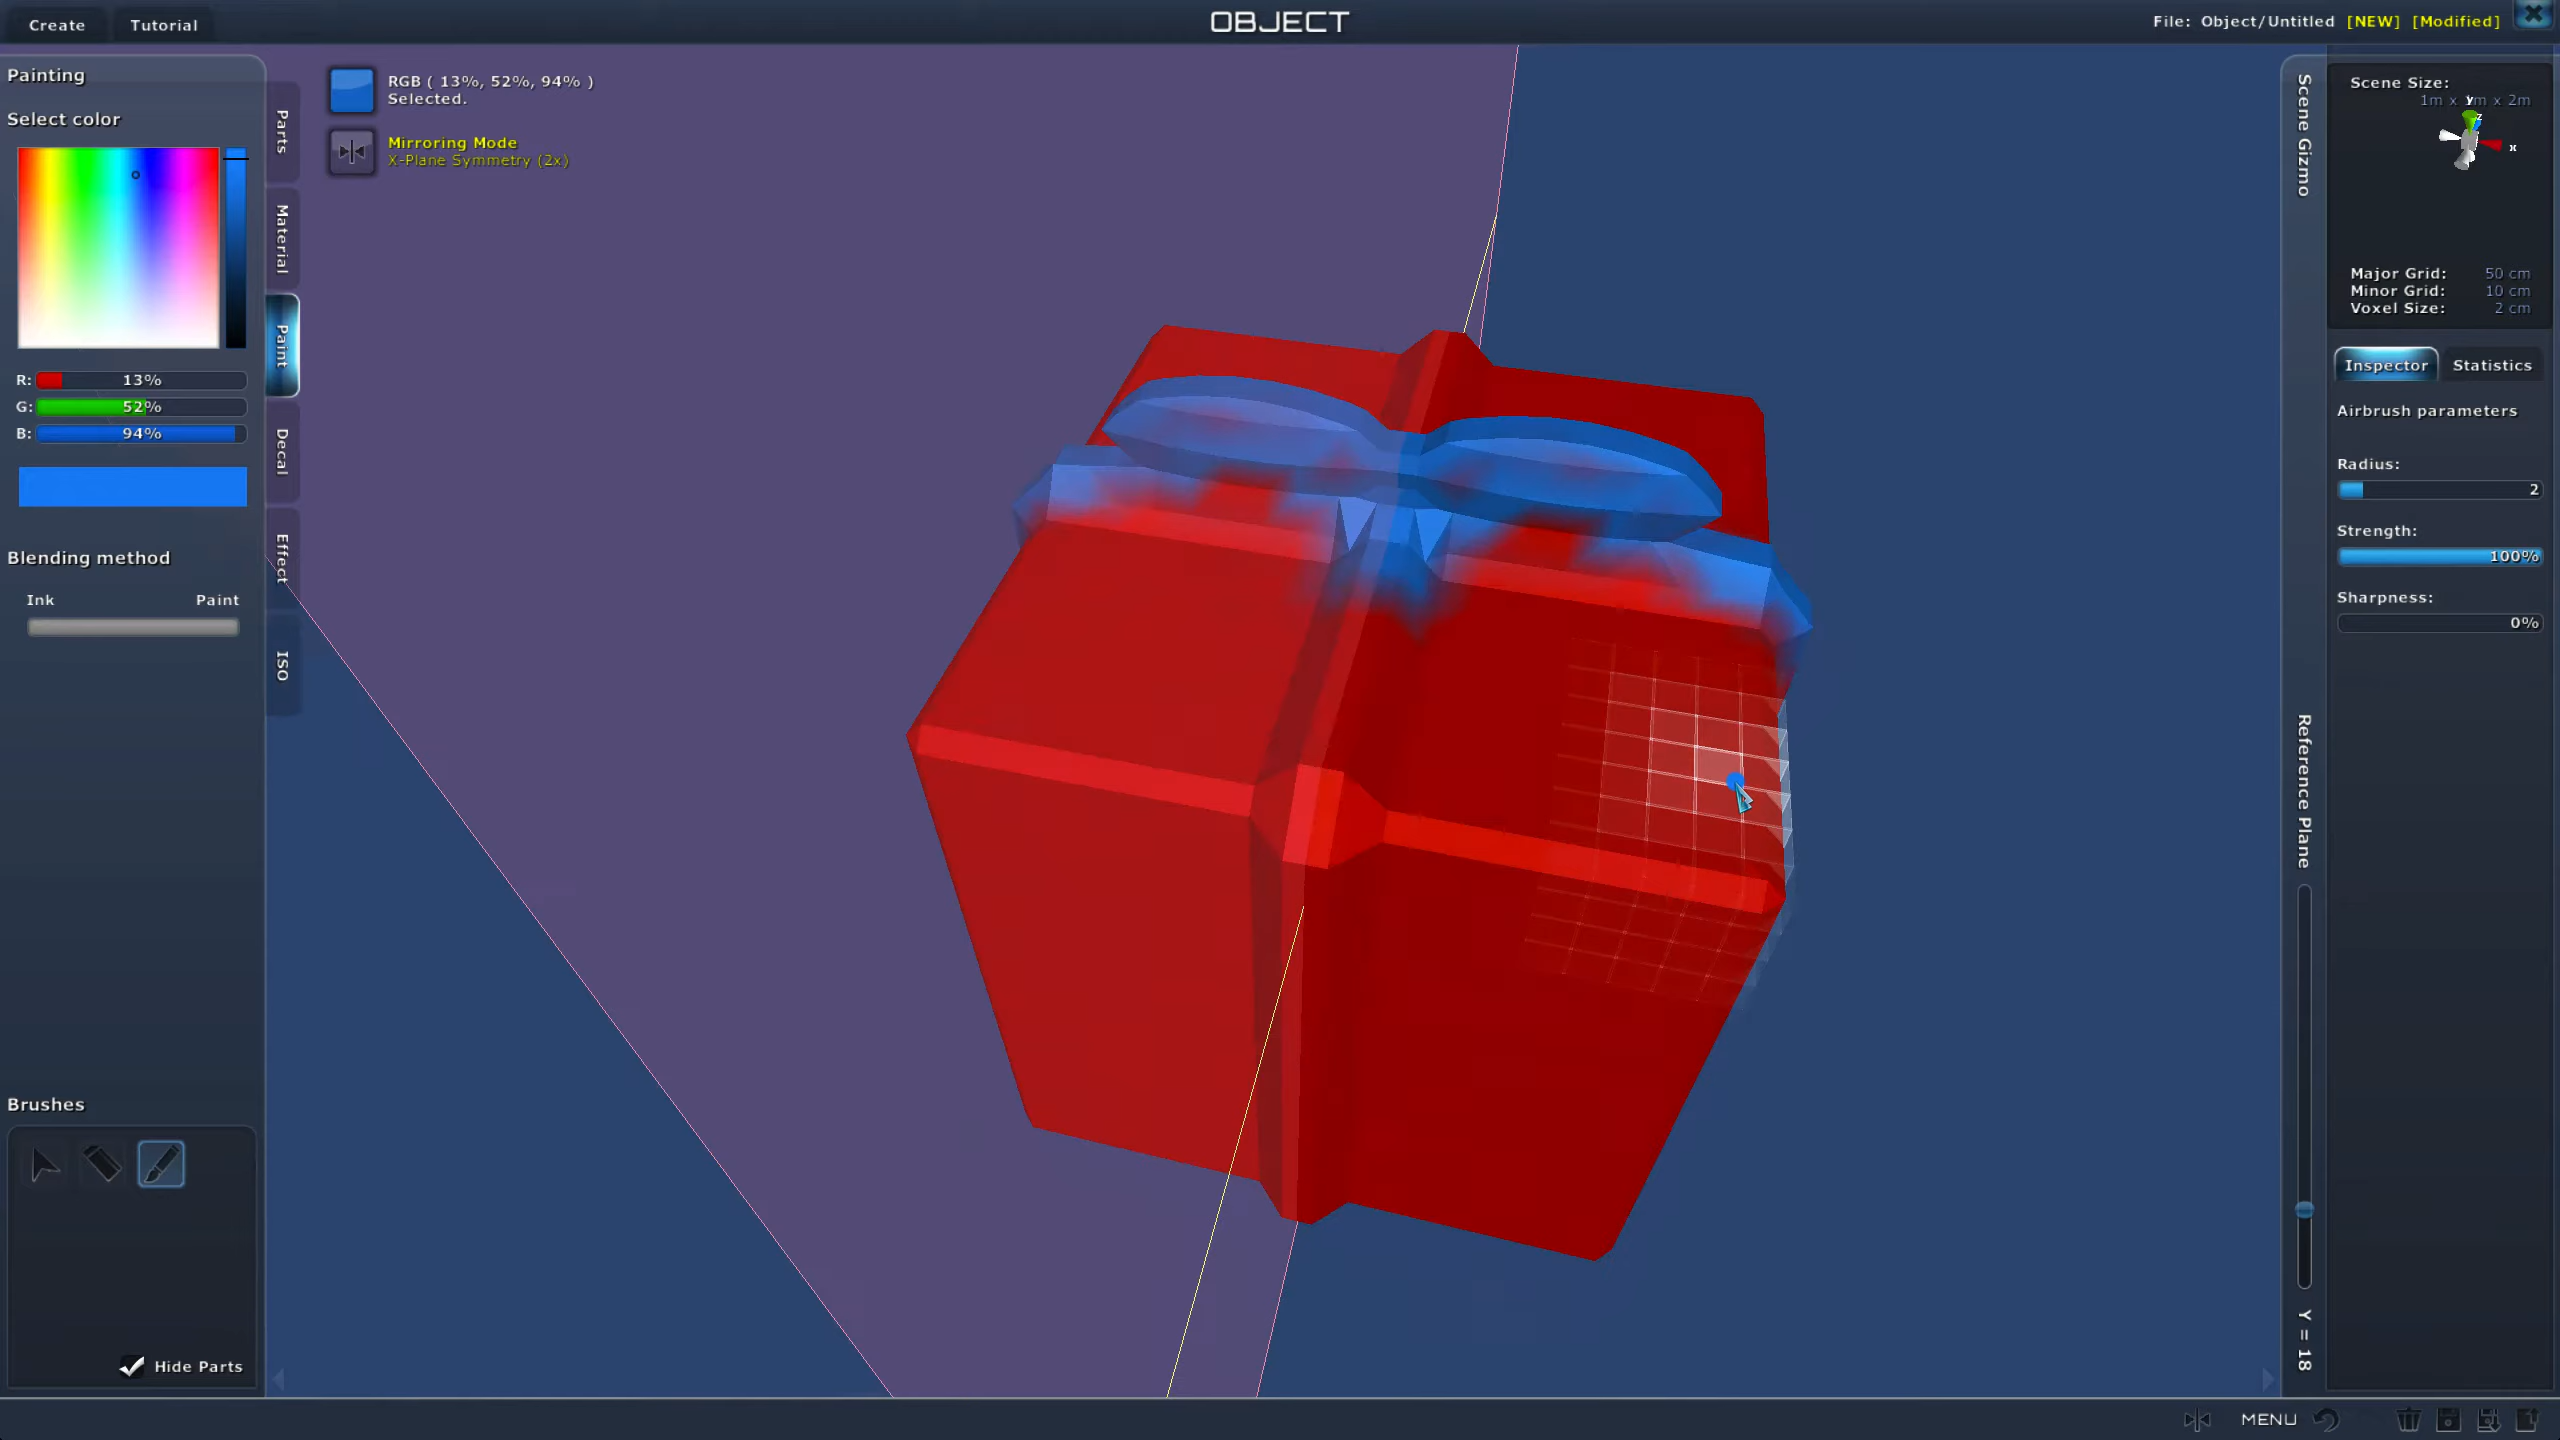 Create
Tutorial
OBJECT
File: Object/Untitled [NEW] [Modified]
Painting
Select color
R: 13%
G: 52%
B: 94%
Blending method
Ink Paint
Brushes
Hide Parts
Parts
Material
Paint
Decal
Effect
ISO
RGB ( 13%, 52%, 94% )
Selected.
Mirroring Mode
X-Plane Symmetry (2x)
Scene Gizmo
Reference Plane
Y = 18
Scene Size:
1m x m x 2m
y
z
x
Major Grid: 50 cm
Minor Grid: 10 cm
Voxel Size: 2 cm
Inspector
Statistics
Airbrush parameters
Radius:
2
Strength:
100%
Sharpness:
0%
MENU